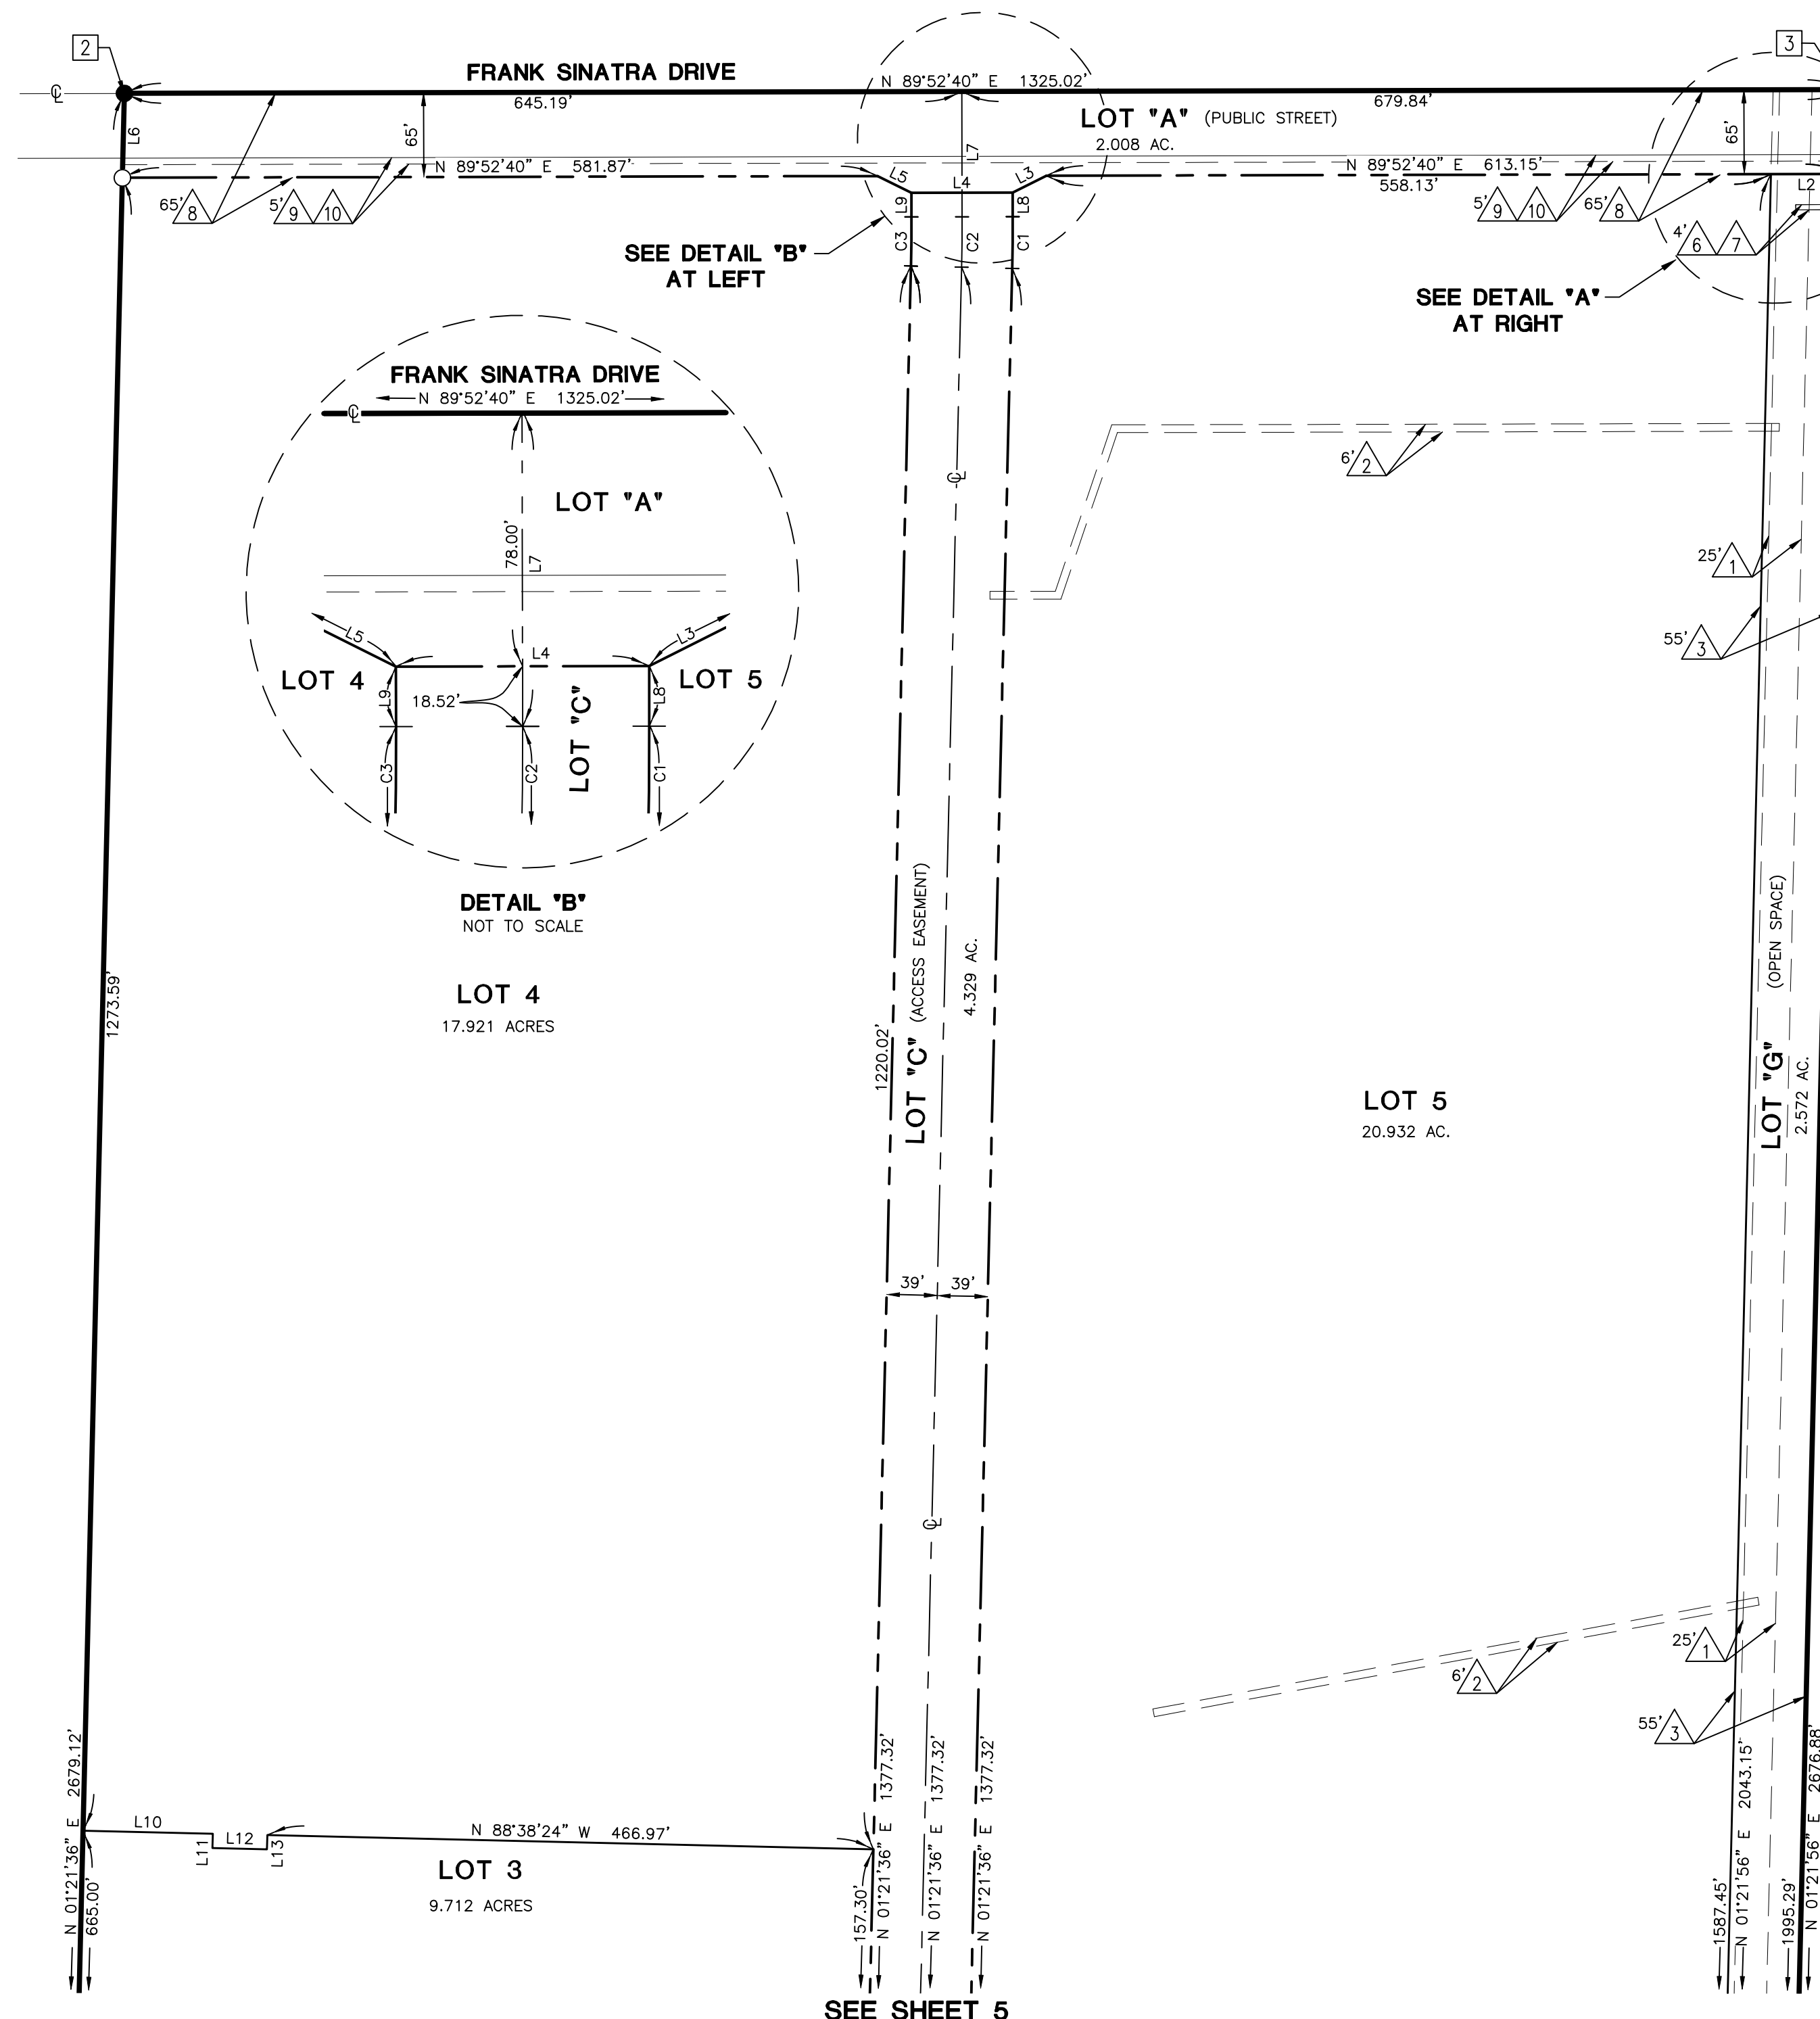 2
3
FRANK SINATRA DRIVE
N 89°52'40" E 1325.02'
℄
645.19'
679.84'
L6
65'
LOT "A" (PUBLIC STREET)
2.008 AC.
65'
L7
N 89°52'40" E 581.87'
N 89°52'40" E 613.15'
558.13'
L5
L4
L3
L2
65' 8
5' 9 10
L9
L8
5' 9 10
65' 8
4' 6 7
C3
C2
C1
SEE DETAIL "B"
AT LEFT
SEE DETAIL "A"
AT RIGHT
FRANK SINATRA DRIVE
N 89°52'40" E 1325.02'
℄
LOT "A"
78.00'
L7
L5
L3
L4
LOT 4
LOT 5
L9
18.52'
L8
LOT "C"
C3
C2
C1
DETAIL "B"
NOT TO SCALE
℄
6' 2
25' 1
55' 3
LOT 4
17.921 ACRES
1273.59'
1220.02'
LOT "C" (ACCESS EASEMENT)
4.329 AC.
LOT 5
20.932 AC.
LOT "G" (OPEN SPACE)
2.572 AC.
39'
39'
℄
6' 2
25' 1
55' 3
N 01°21'36" E 2679.12'
665.00'
L10
L11
L12
L13
N 88°38'24" W 466.97'
LOT 3
9.712 ACRES
157.30'
N 01°21'36" E 1377.32'
N 01°21'36" E 1377.32'
N 01°21'36" E 1377.32'
1587.45'
N 01°21'56" E 2043.15'
1995.29'
N 01°21'56" E 2676.88'
SEE SHEET 5